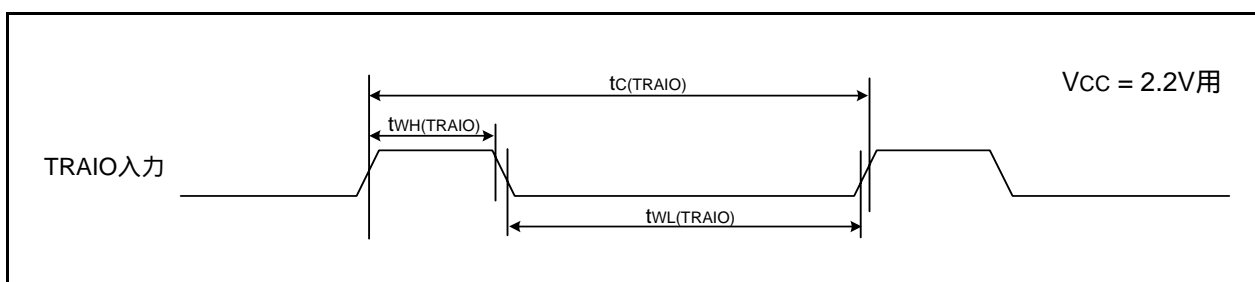 tC(TRAIO)
VCC = 2.2V用
tWH(TRAIO)
TRAIO入力
tWL(TRAIO)